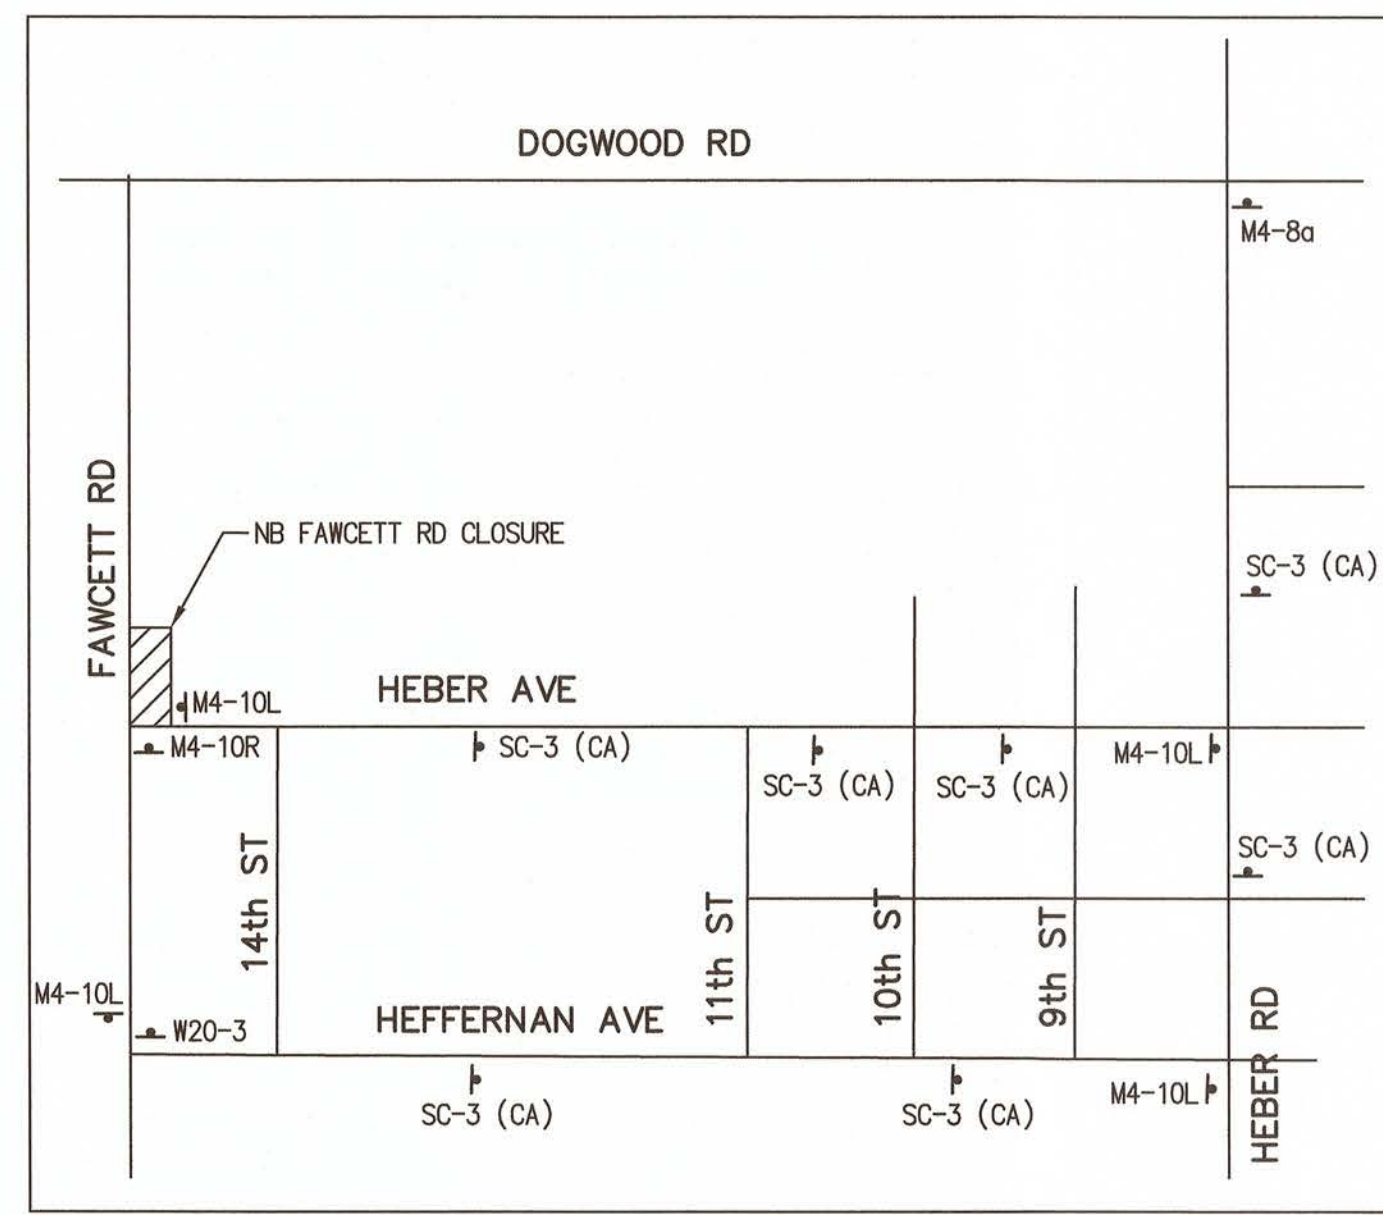 DOGWOOD RD
M4-8a
FAWCETT RD
NB FAWCETT RD CLOSURE
SC-3 (CA)
HEBER AVE
M4-10L
M4-10R
SC-3 (CA)
SC-3 (CA)
SC-3 (CA)
M4-10L
SC-3 (CA)
14th ST
11th ST
10th ST
9th ST
M4-10L
W20-3
HEFFERNAN AVE
HEBER RD
SC-3 (CA)
SC-3 (CA)
M4-10L